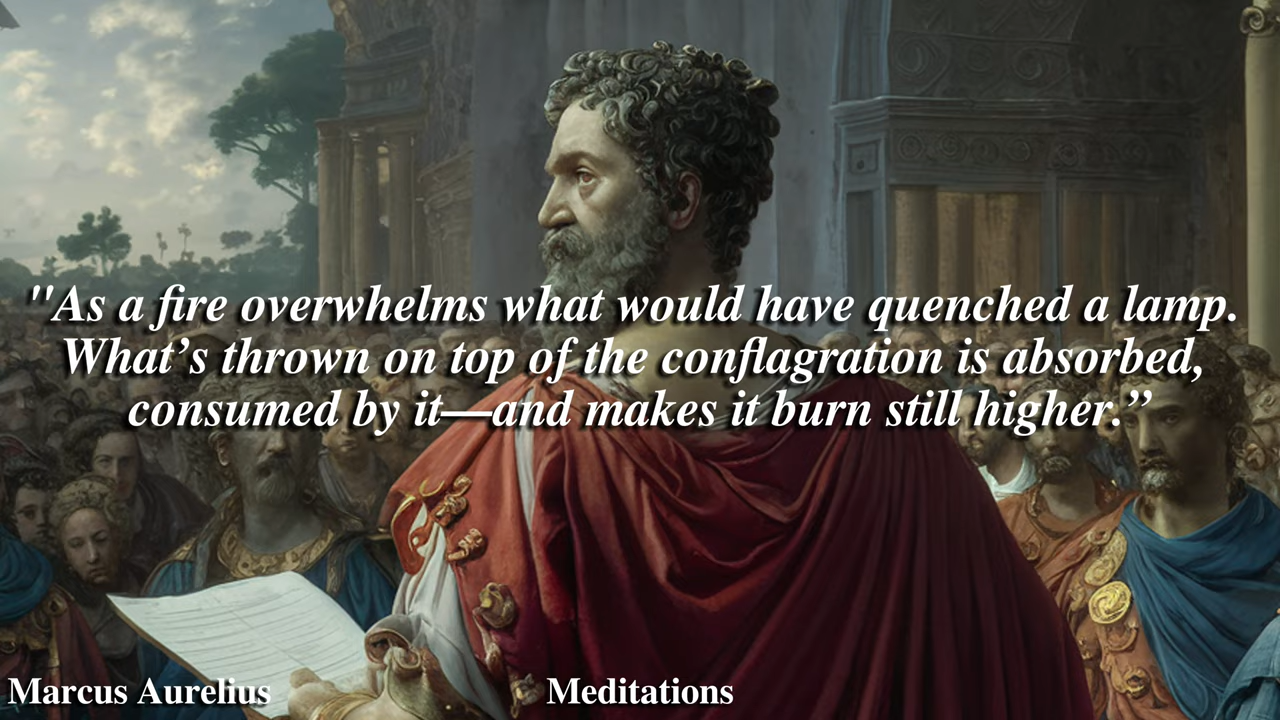 "As a fire overwhelms what would have quenched a lamp.
What’s thrown on top of the conflagration is absorbed,
consumed by it—and makes it burn still higher.”
Marcus Aurelius
Meditations